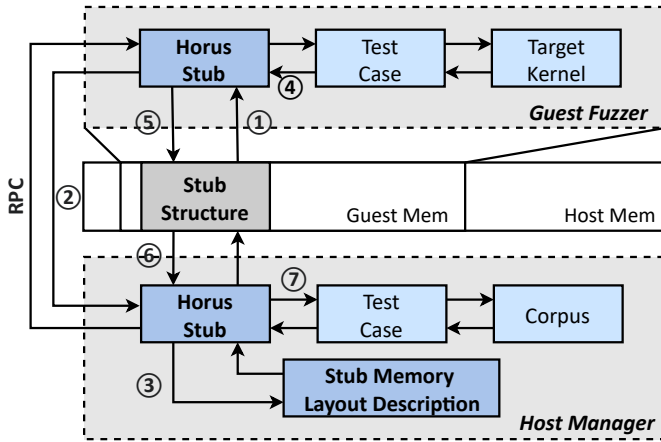 Horus
Stub
Test
Case
Target
Kernel
④
⑤
①
Guest Fuzzer
RPC
②
Stub
Structure
Guest Mem
Host Mem
⑥
⑦
Horus
Stub
Test
Case
Corpus
③
Stub Memory
Layout Description
Host Manager